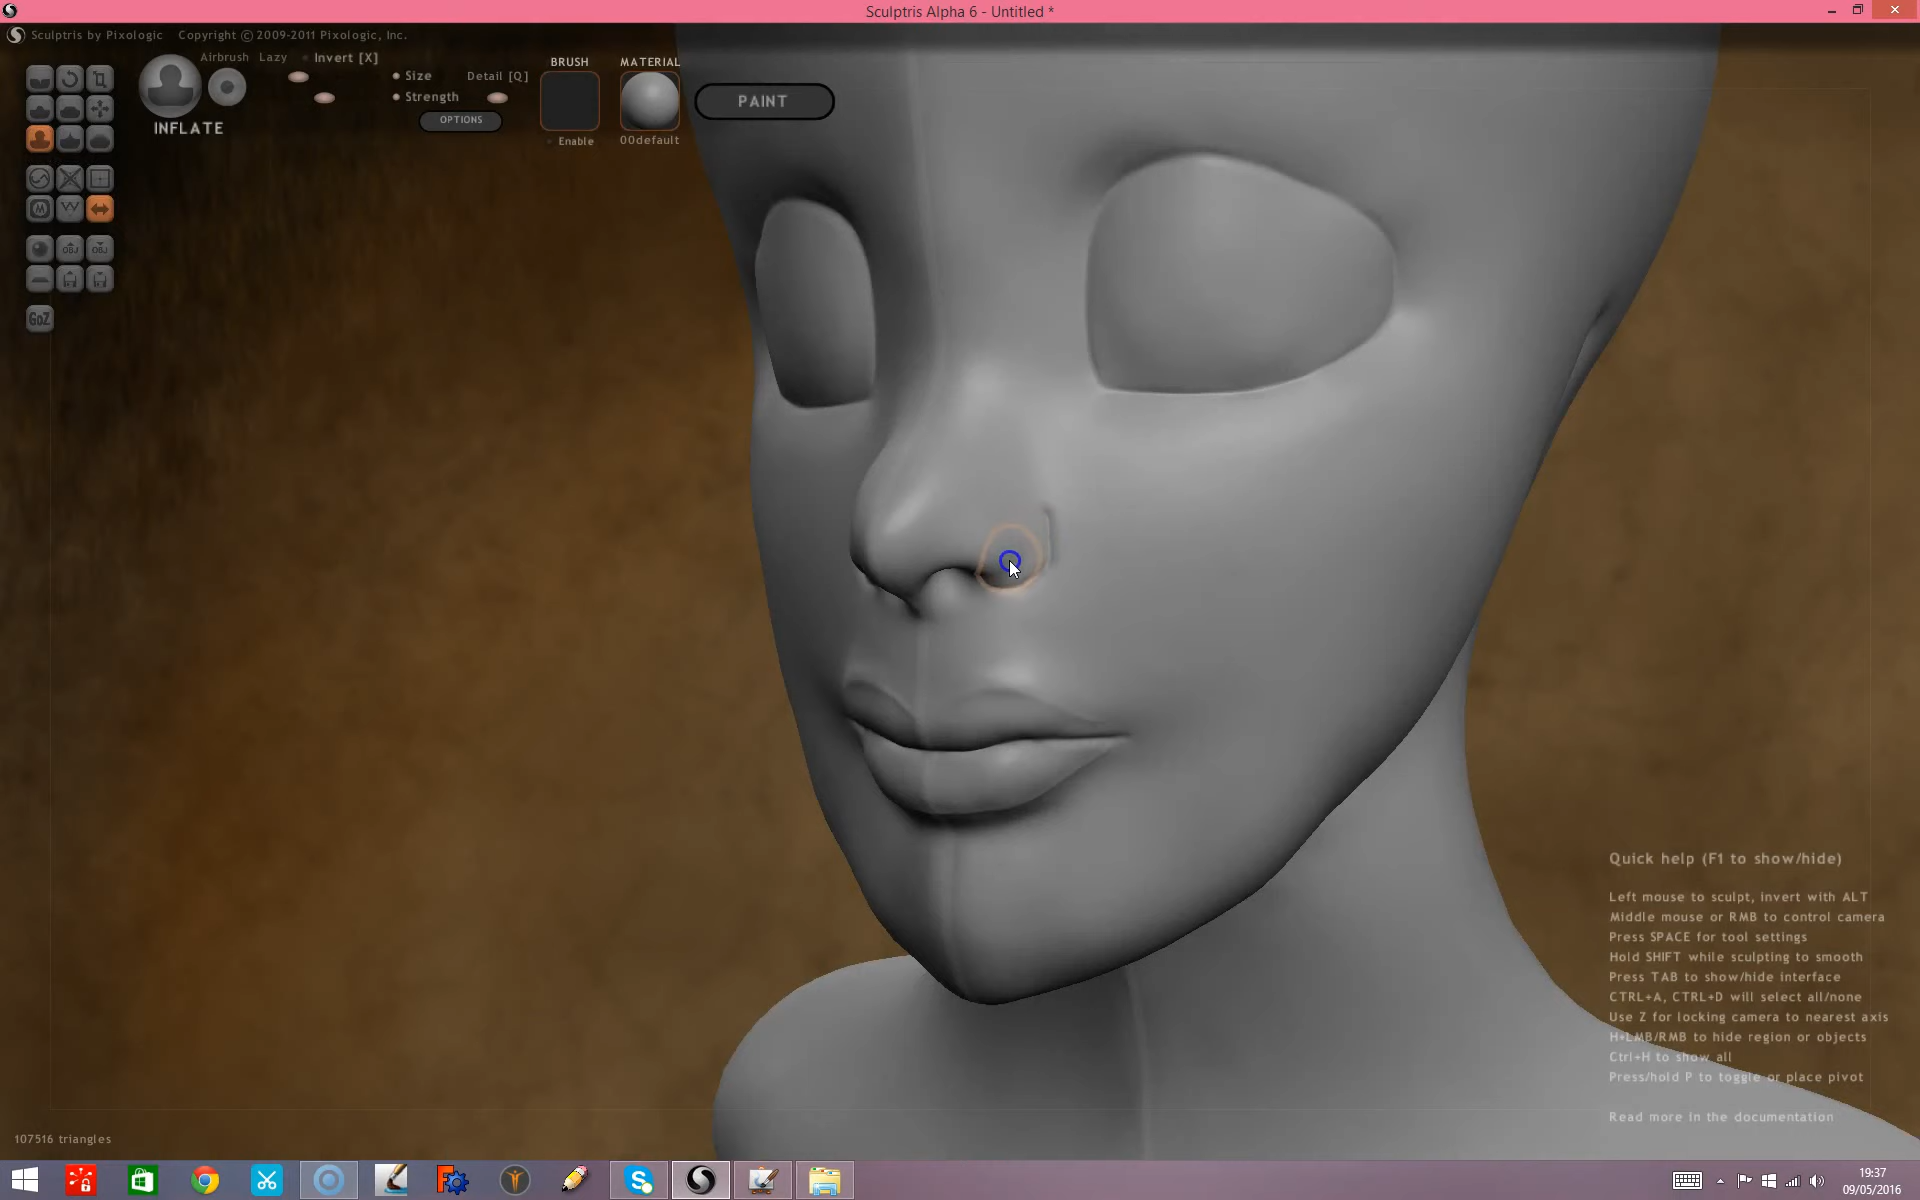 Sculptris Alpha 6 - Untitled *
Sculptris by Pixologic Copyright © 2009-2011 Pixologic, Inc.
Airbrush Lazy Invert [X]
Size Detail [Q]
Strength
OPTIONS
INFLATE
BRUSH
Enable
MATERIAL
00default
PAINT
OBJ OBJ
GoZ
Quick help (F1 to show/hide)
Left mouse to sculpt, invert with ALT
Middle mouse or RMB to control camera
Press SPACE for tool settings
Hold SHIFT while sculpting to smooth
Press TAB to show/hide interface
CTRL+A, CTRL+D will select all/none
Use Z for locking camera to nearest axis
H+LMB/RMB to hide region or objects
Ctrl+H to show all
Press/hold P to toggle or place pivot
Read more in the documentation
107516 triangles
19:37
09/05/2016